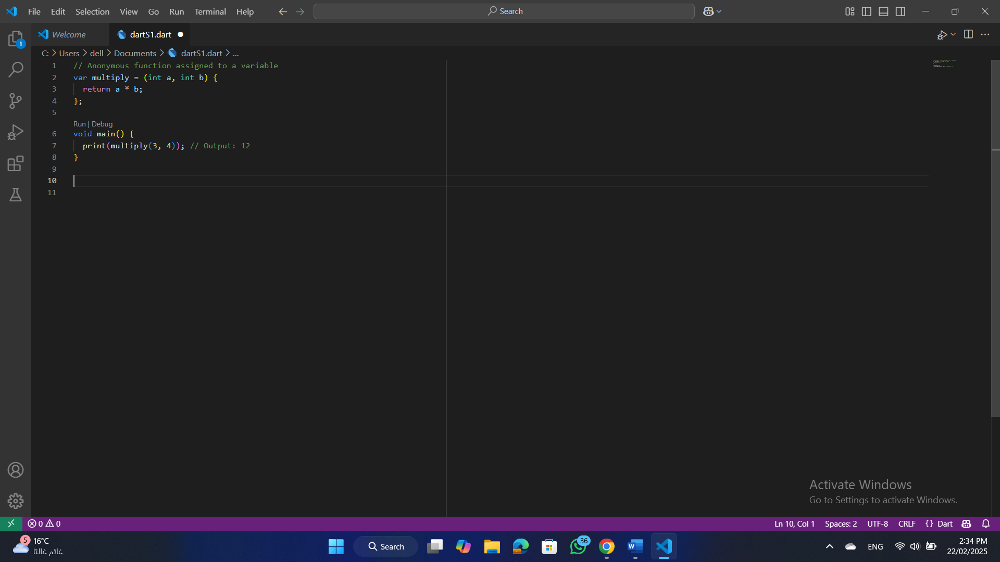 File Edit Selection View Go Run Terminal Help
Search
1
Welcome
dartS1.dart
C: > Users > dell > Documents > dartS1.dart > ...
1 // Anonymous function assigned to a variable
2 var multiply = (int a, int b) {
3 return a * b;
4 };
5
Run | Debug
6 void main() {
7 print(multiply(3, 4)); // Output: 12
8 }
9
10
11
Activate Windows
Go to Settings to activate Windows.
0 0
Ln 10, Col 1 Spaces: 2 UTF-8 CRLF {} Dart
5
16°C
غائم غالبًا
Search
36
W
ENG
2:34 PM
22/02/2025